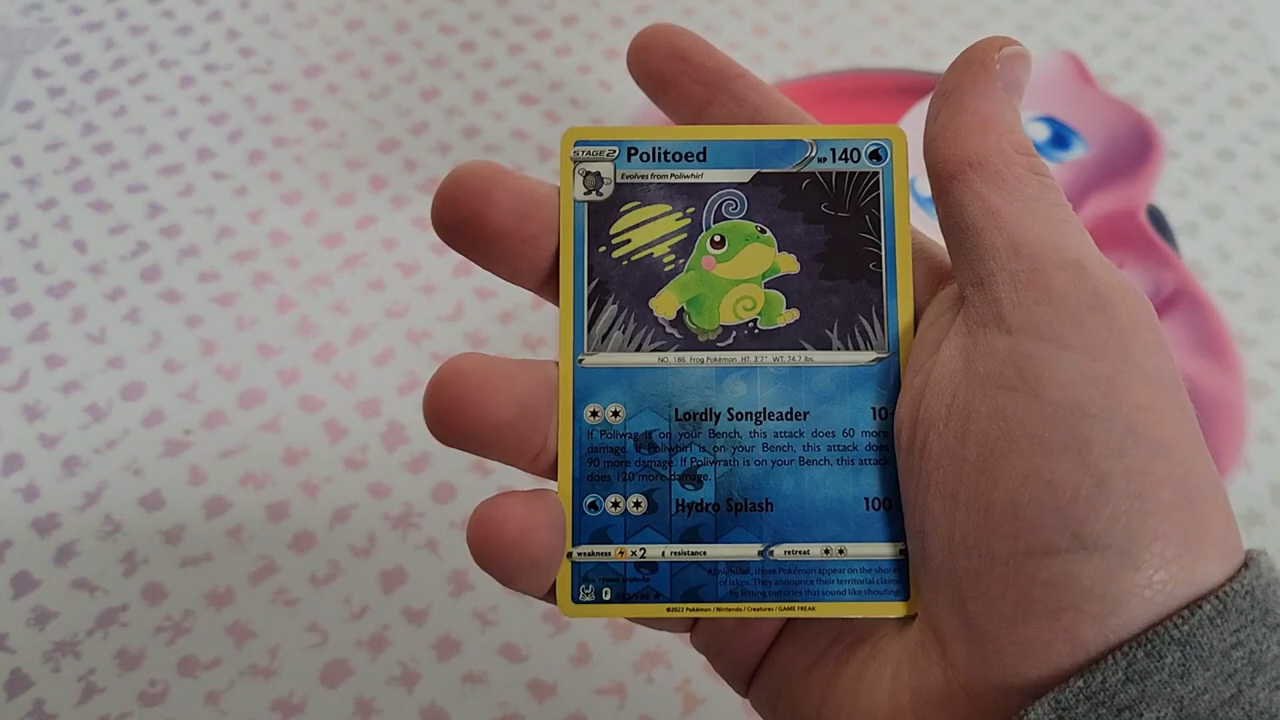 STAGE 2 Politoed HP 140
Evolves from Poliwhirl
NO. 186 Frog Pokémon HT: 3'7" WT: 74.7 lbs.
Lordly Songleader 10
If Poliwag is on your Bench, this attack does 60 more
damage. If Poliwhirl is on your Bench, this attack does
90 more damage. If Poliwrath is on your Bench, this attack
does 120 more damage.
Hydro Splash 100
weakness ×2 resistance retreat
At nightfall, these Pokémon appear on the shore
of lakes. They announce their territorial claims
by letting out cries that sound like shouting.
©2022 Pokémon / Nintendo / Creatures / GAME FREAK